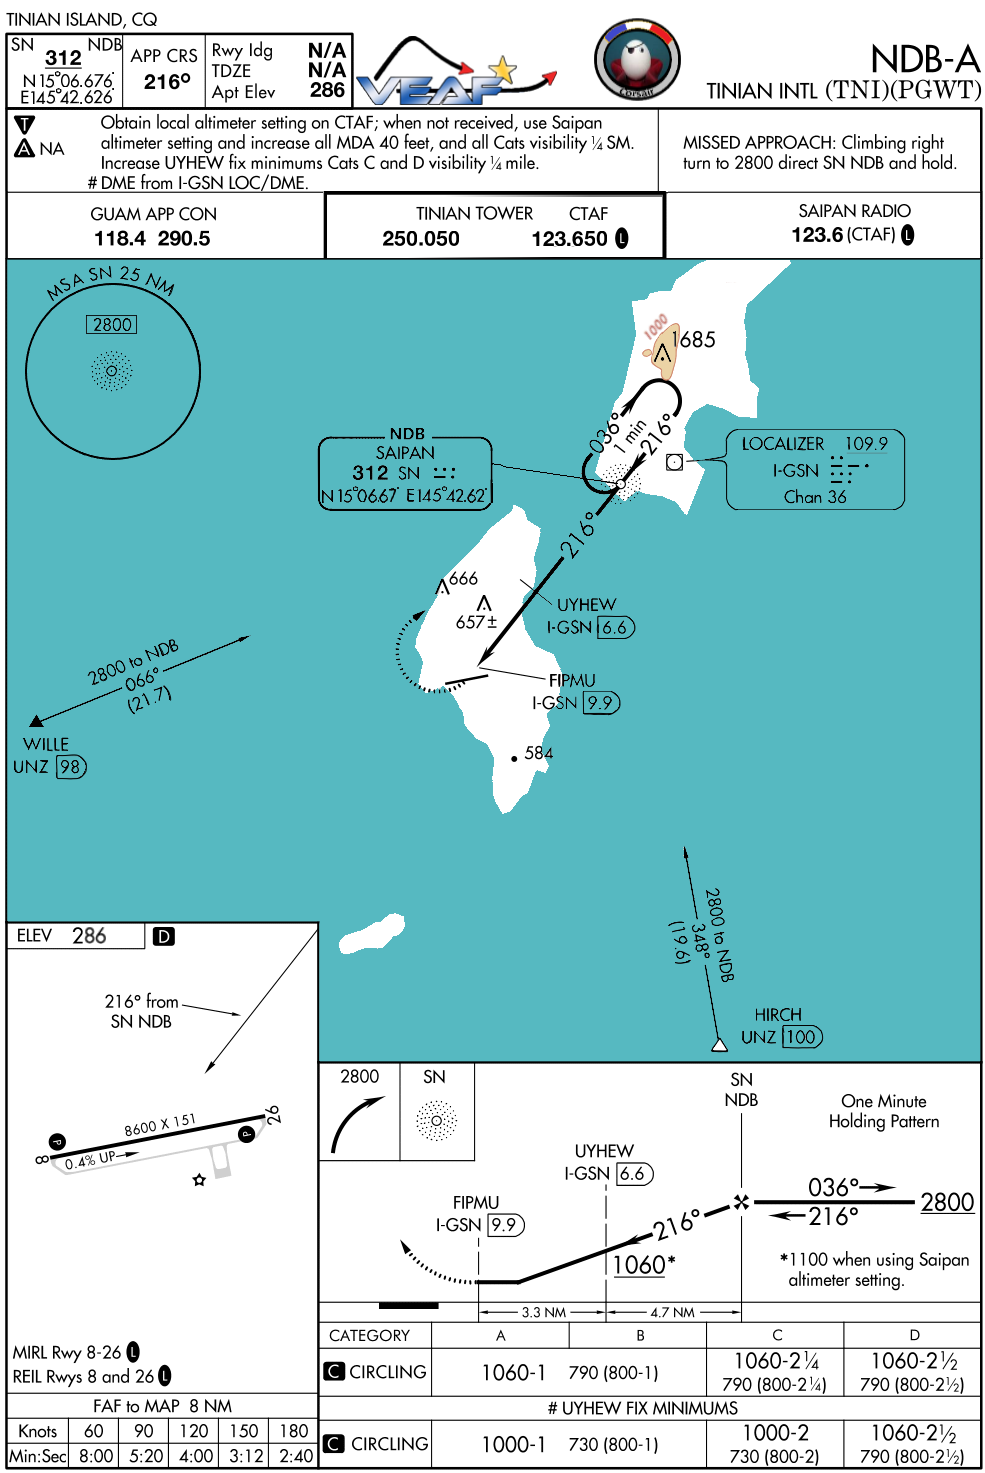 TINIAN ISLAND, CQ
SN 312 NDB
N15°06.676'
E145°42.626
APP CRS
216°
Rwy Idg N/A
TDZE N/A
Apt Elev 286
VEAF
Corsair
NDB-A
TINIAN INTL (TNI)(PGWT)
T
A NA
Obtain local altimeter setting on CTAF; when not received, use Saipan
altimeter setting and increase all MDA 40 feet, and all Cats visibility ¼ SM.
Increase UYHEW fix minimums Cats C and D visibility ¼ mile.
# DME from I-GSN LOC/DME.
MISSED APPROACH: Climbing right
turn to 2800 direct SN NDB and hold.
GUAM APP CON
118.4 290.5
TINIAN TOWER CTAF
250.050 123.650 L
SAIPAN RADIO
123.6 (CTAF) L
MSA SN 25 NM
2800
1000
1685
036°
1 min
216°
NDB
SAIPAN
312 SN
N15°06.67' E145°42.62'
LOCALIZER 109.9
I-GSN
Chan 36
216°
666
657±
UYHEW
I-GSN 6.6
FIPMU
I-GSN 9.9
584
2800 to NDB
066°
(21.7)
WILLE
UNZ 98
2800 to NDB
348°
(19.6)
HIRCH
UNZ 100
ELEV 286 D
216° from
SN NDB
8600 X 151
26
8
0.4% UP
P
P
MIRL Rwy 8-26 L
REIL Rwys 8 and 26 L
FAF to MAP 8 NM
Knots 60 90 120 150 180
Min:Sec 8:00 5:20 4:00 3:12 2:40
2800
SN
SN
NDB
One Minute
Holding Pattern
UYHEW
I-GSN 6.6
FIPMU
I-GSN 9.9
036°
216°
2800
216°
1060*
*1100 when using Saipan
altimeter setting.
3.3 NM
4.7 NM
CATEGORY A B C D
C CIRCLING 1060-1 790 (800-1) 1060-2¼ 1060-2½
790 (800-2¼) 790 (800-2½)
# UYHEW FIX MINIMUMS
C CIRCLING 1000-1 730 (800-1) 1000-2 1060-2½
730 (800-2) 790 (800-2½)